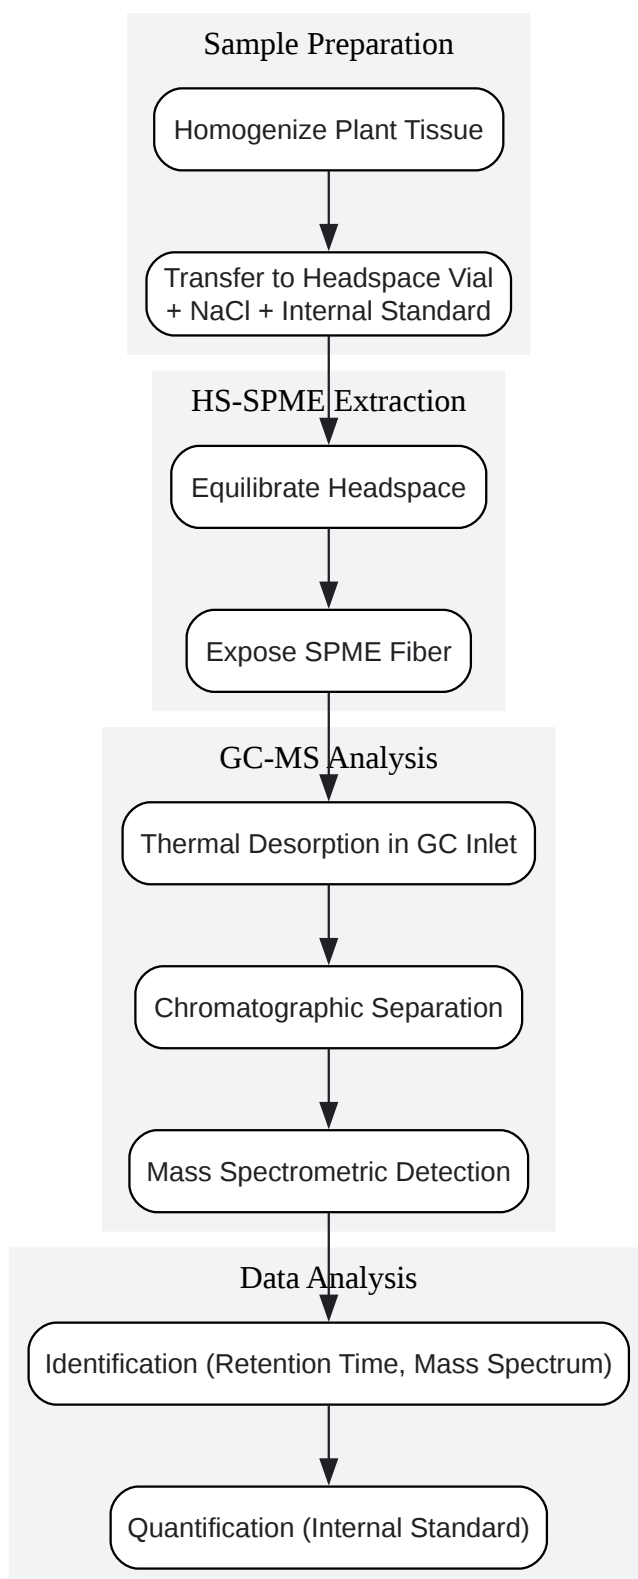 Sample Preparation
Homogenize Plant Tissue
Transfer to Headspace Vial
+ NaCl + Internal Standard
HS-SPME Extraction
Equilibrate Headspace
Expose SPME Fiber
GC-MS Analysis
Thermal Desorption in GC Inlet
Chromatographic Separation
Mass Spectrometric Detection
Data Analysis
Identification (Retention Time, Mass Spectrum)
Quantification (Internal Standard)